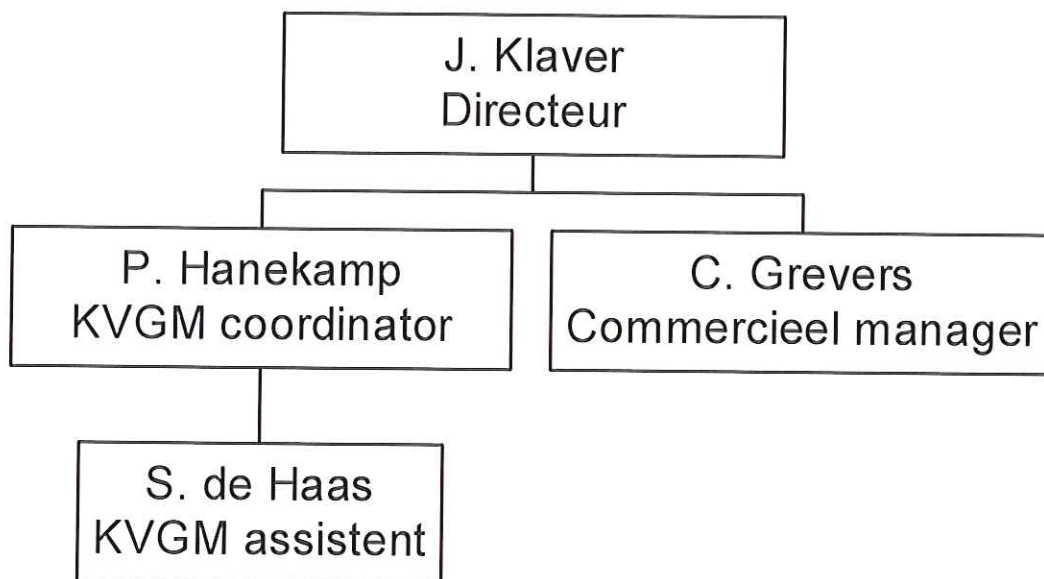 J. Klaver
Directeur
P. Hanekamp
KVGM coordinator
C. Grevers
Commercieel manager
S. de Haas
KVGM assistent